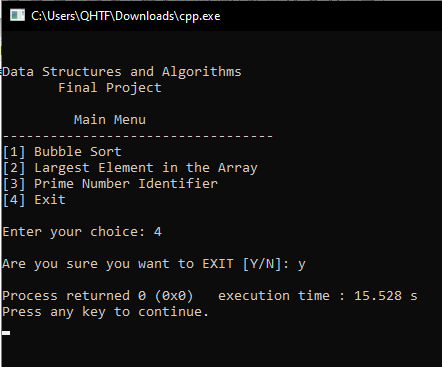 C:\Users\QHTF\Downloads\cpp.exe
Data Structures and Algorithms
Final Project
Main Menu
----------------------------------
[1] Bubble Sort
[2] Largest Element in the Array
[3] Prime Number Identifier
[4] Exit
Enter your choice: 4
Are you sure you want to EXIT [Y/N]: y
Process returned 0 (0x0)   execution time : 15.528 s
Press any key to continue.